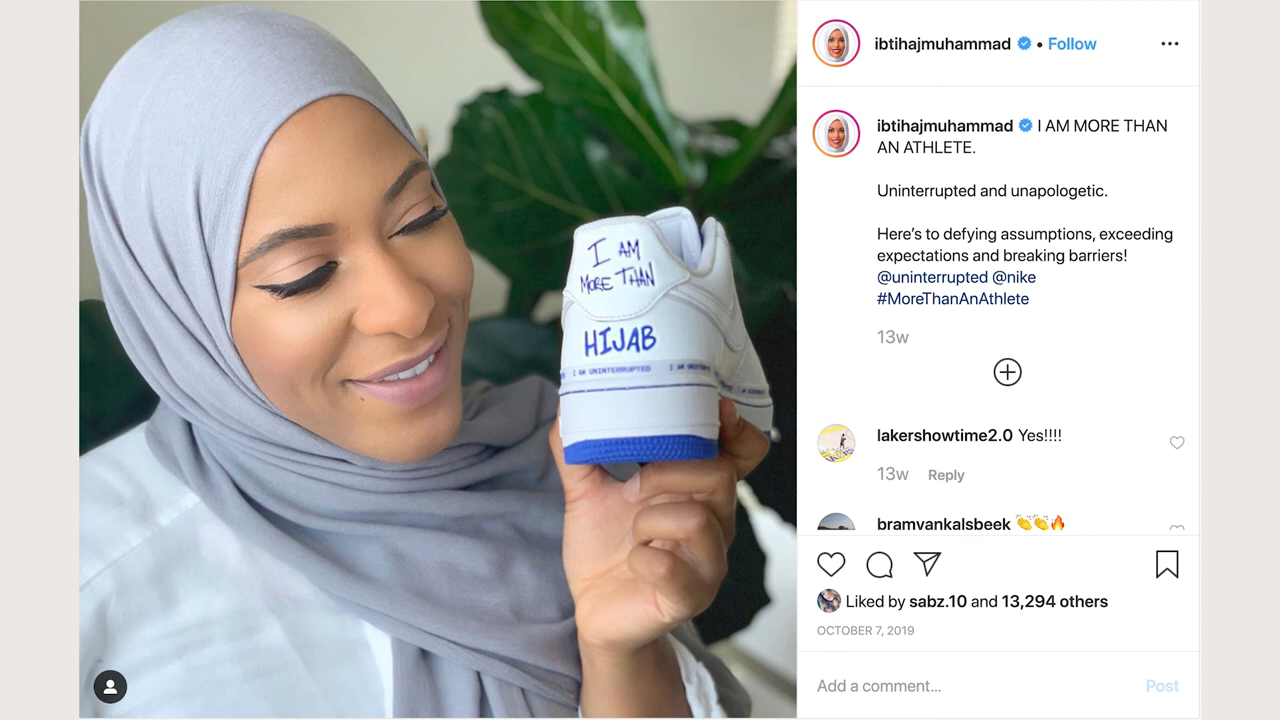 I AM
MORE THAN
HIJAB
I AM UNINTERRUPTED
ibtihajmuhammad • Follow
ibtihajmuhammad I AM MORE THAN
AN ATHLETE.
Uninterrupted and unapologetic.
Here's to defying assumptions, exceeding
expectations and breaking barriers!
@uninterrupted @nike
#MoreThanAnAthlete
13w
lakershowtime2.0 Yes!!!!
13w Reply
bramvankalsbeek 👏👏🔥
Liked by sabz.10 and 13,294 others
OCTOBER 7, 2019
Add a comment... Post